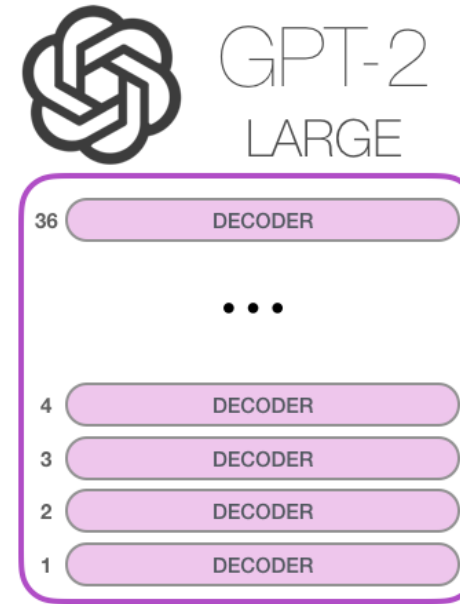 GPT-2
LARGE
36 DECODER
...
4 DECODER
3 DECODER
2 DECODER
1 DECODER